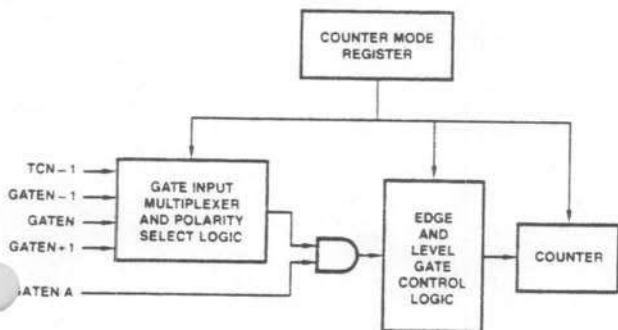 COUNTER MODE
REGISTER
TCN-1
GATEN-1
GATEN
GATEN+1
GATE INPUT
MULTIPLEXER
AND POLARITY
SELECT LOGIC
EDGE
AND
LEVEL
GATE
CONTROL
LOGIC
COUNTER
GATEN A